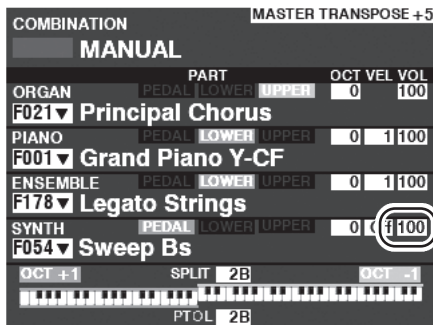 MASTER TRANSPOSE +5
COMBINATION
MANUAL
PART OCT VEL VOL
ORGAN PEDAL LOWER UPPER 0 100
F021▼ Principal Chorus
PIANO PEDAL LOWER UPPER 0 1 100
F001▼ Grand Piano Y-CF
ENSEMBLE PEDAL LOWER UPPER 0 1 100
F178▼ Legato Strings
SYNTH PEDAL LOWER UPPER 0 100
F054▼ Sweep Bs
OCT +1 SPLIT 2B OCT -1
PTOL 2B